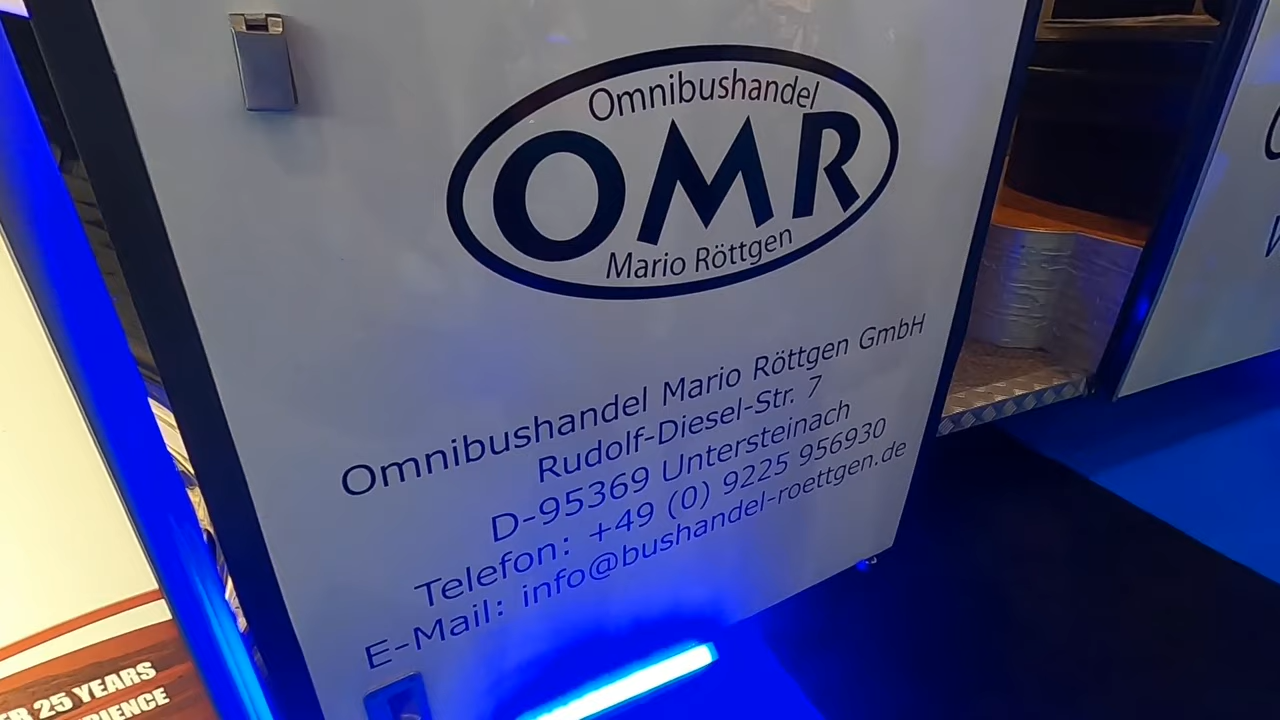 Omnibushandel
OMR
Mario Röttgen
Omnibushandel Mario Röttgen GmbH
Rudolf-Diesel-Str. 7
D-95369 Untersteinach
Telefon: +49 (0) 9225 956930
E-Mail: info@bushandel-roettgen.de
25 YEARS